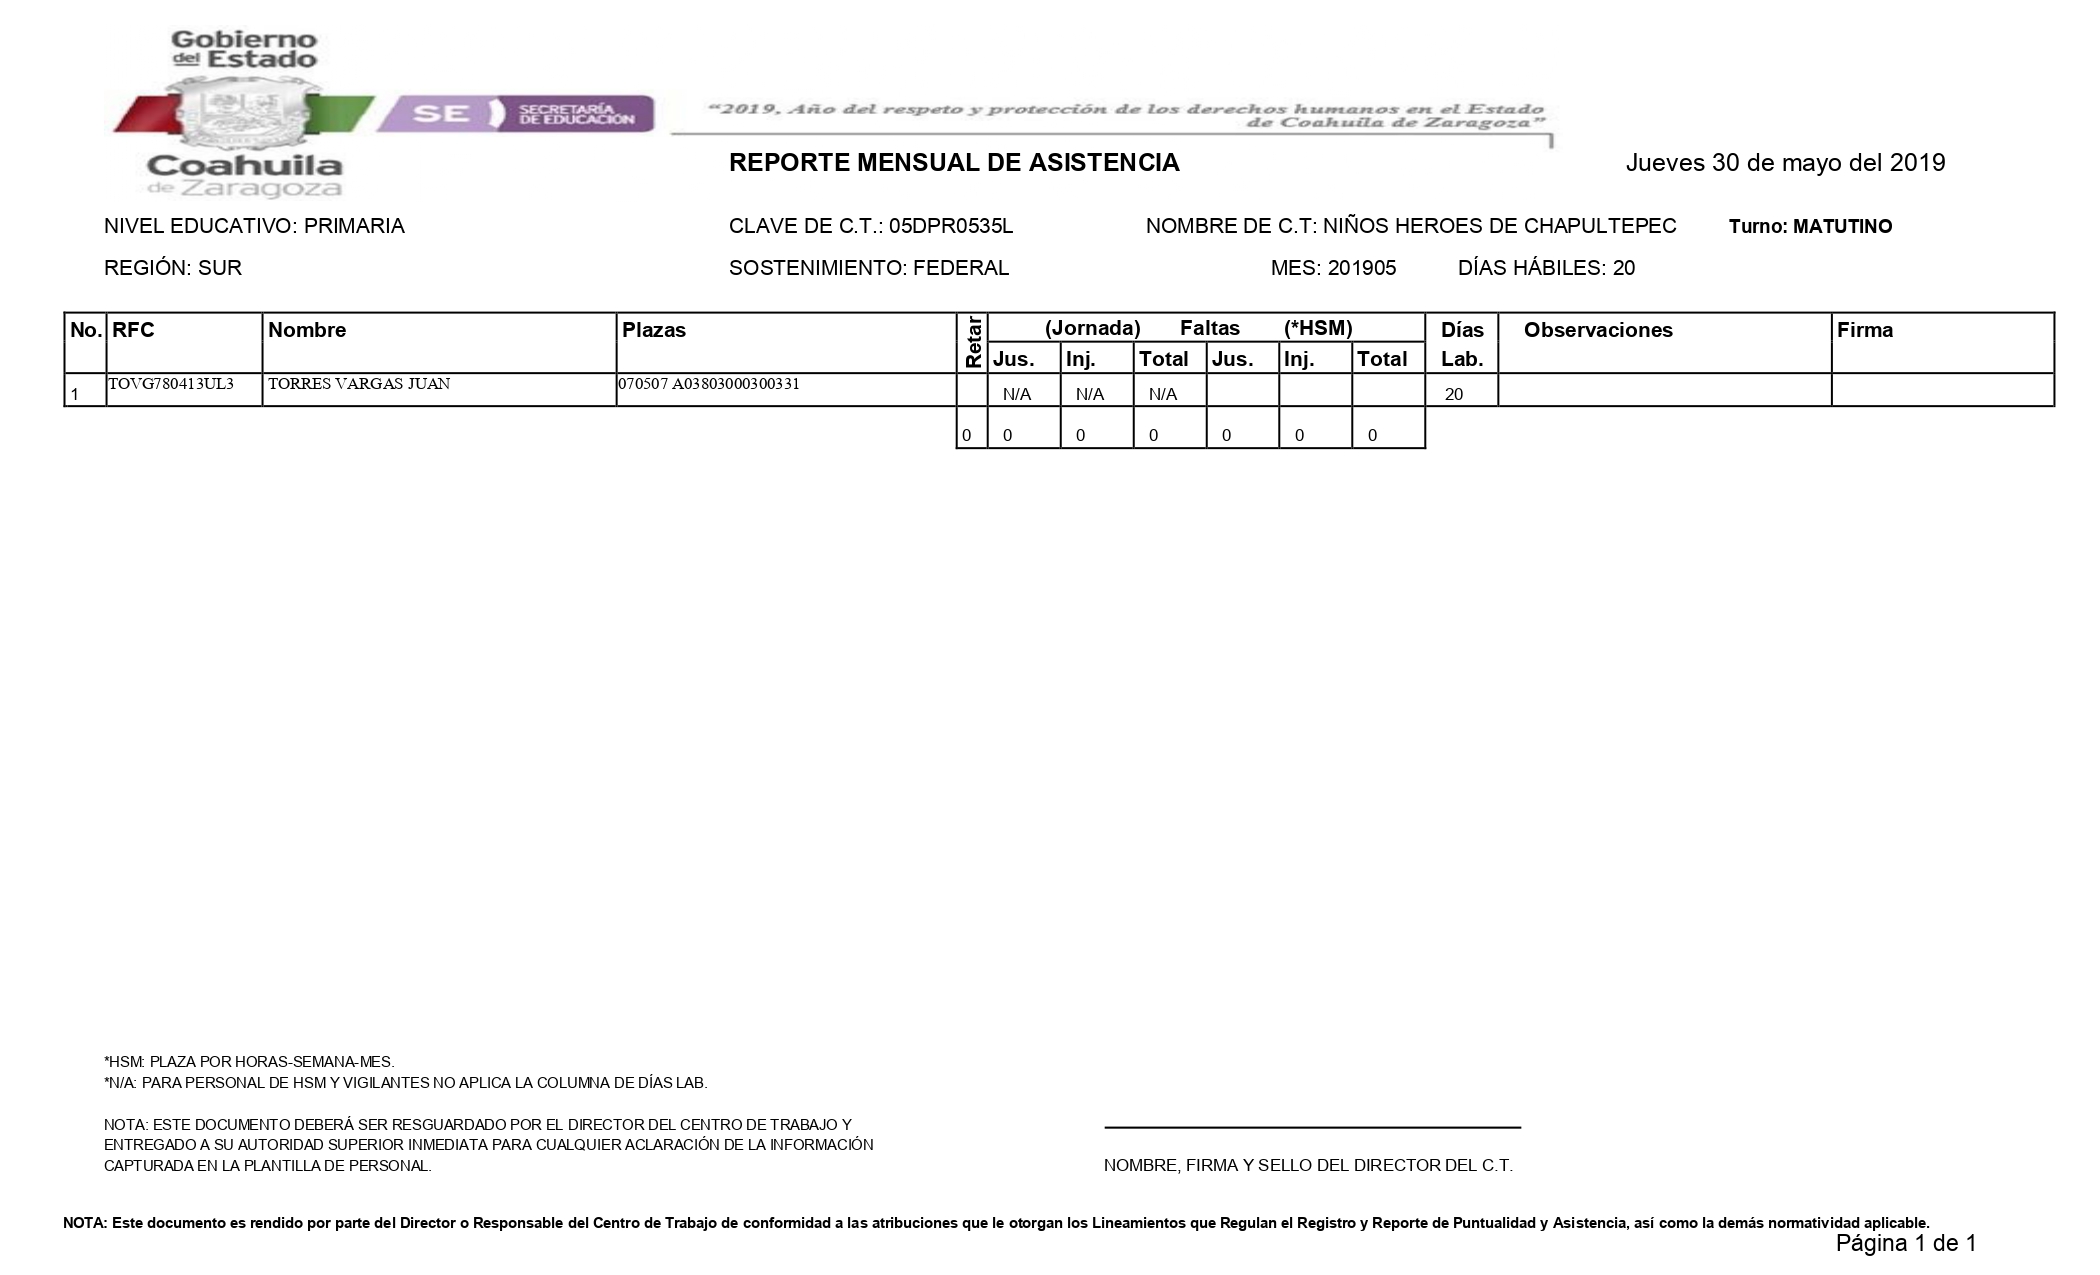 Gobierno
del Estado
SE SECRETARÍA
DE EDUCACIÓN
Coahuila
de Zaragoza
“2019, Año del respeto y protección de los derechos humanos en el Estado
de Coahuila de Zaragoza”
REPORTE MENSUAL DE ASISTENCIA Jueves 30 de mayo del 2019
NIVEL EDUCATIVO: PRIMARIA CLAVE DE C.T.: 05DPR0535L NOMBRE DE C.T: NIÑOS HEROES DE CHAPULTEPEC Turno: MATUTINO
REGIÓN: SUR SOSTENIMIENTO: FEDERAL MES: 201905 DÍAS HÁBILES: 20
No. RFC Nombre Plazas Retar (Jornada) Faltas (*HSM) Días Observaciones Firma
Jus. Inj. Total Jus. Inj. Total Lab.
1 TOVG780413UL3 TORRES VARGAS JUAN 070507 A03803000300331 N/A N/A N/A 20
0 0 0 0 0 0 0
*HSM: PLAZA POR HORAS-SEMANA-MES.
*N/A: PARA PERSONAL DE HSM Y VIGILANTES NO APLICA LA COLUMNA DE DÍAS LAB.
NOTA: ESTE DOCUMENTO DEBERÁ SER RESGUARDADO POR EL DIRECTOR DEL CENTRO DE TRABAJO Y
ENTREGADO A SU AUTORIDAD SUPERIOR INMEDIATA PARA CUALQUIER ACLARACIÓN DE LA INFORMACIÓN
CAPTURADA EN LA PLANTILLA DE PERSONAL.
NOMBRE, FIRMA Y SELLO DEL DIRECTOR DEL C.T.
NOTA: Este documento es rendido por parte del Director o Responsable del Centro de Trabajo de conformidad a las atribuciones que le otorgan los Lineamientos que Regulan el Registro y Reporte de Puntualidad y Asistencia, así como la demás normatividad aplicable.
Página 1 de 1